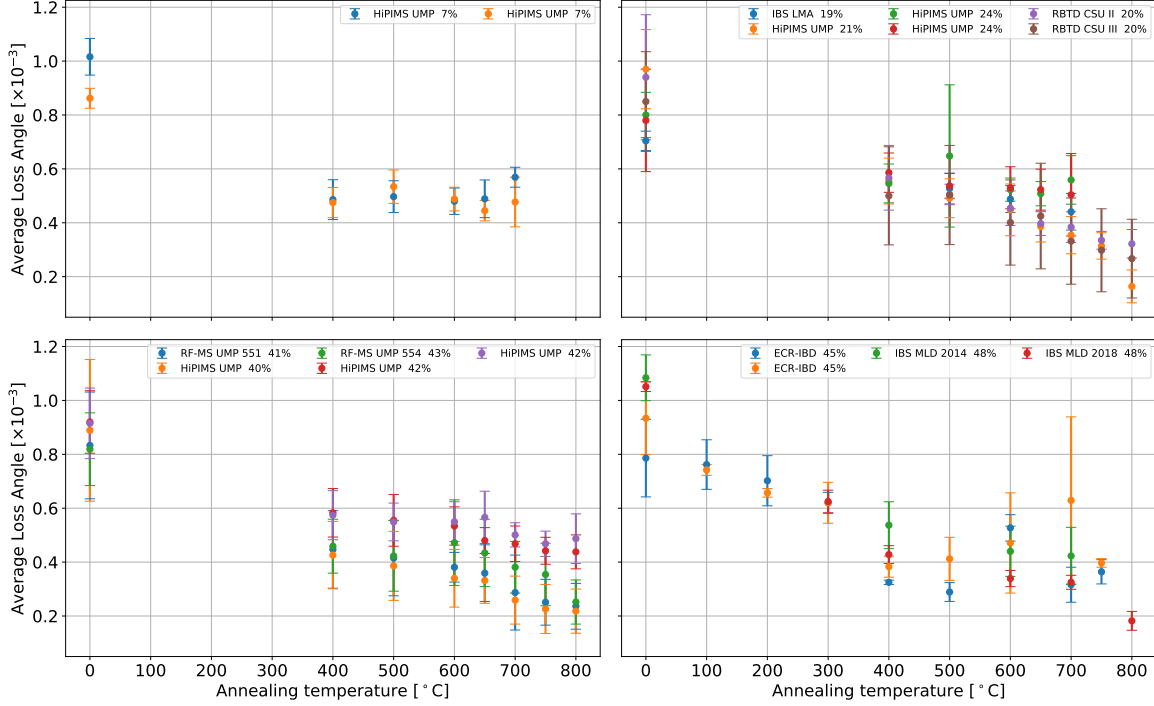 HiPIMS UMP 7% HiPIMS UMP 7%
1.2
1.0
0.8
0.6
0.4
0.2
Average Loss Angle [×10⁻³]
IBS LMA 19% HiPIMS UMP 24% RBTD CSU II 20%
HiPIMS UMP 21% HiPIMS UMP 24% RBTD CSU III 20%
RF-MS UMP 551 41% RF-MS UMP 554 43% HiPIMS UMP 42%
HiPIMS UMP 40% HiPIMS UMP 42%
1.2
1.0
0.8
0.6
0.4
0.2
Average Loss Angle [×10⁻³]
0 100 200 300 400 500 600 700 800
Annealing temperature [°C]
ECR-IBD 45% IBS MLD 2014 48% IBS MLD 2018 48%
ECR-IBD 45%
0 100 200 300 400 500 600 700 800
Annealing temperature [°C]